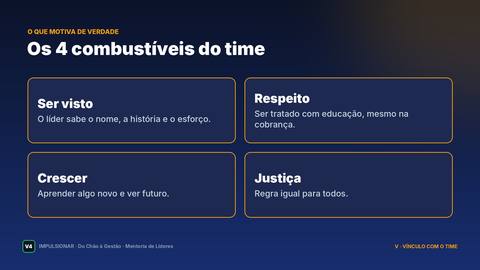 O QUE MOTIVA DE VERDADE
Os 4 combustíveis do time
Ser visto
O líder sabe o nome, a história e o esforço.
Respeito
Ser tratado com educação, mesmo na
cobrança.
Crescer
Aprender algo novo e ver futuro.
Justiça
Regra igual para todos.
V4 IMPULSIONAR · Do Chão à Gestão · Mentoria de Líderes
V · VÍNCULO COM O TIME